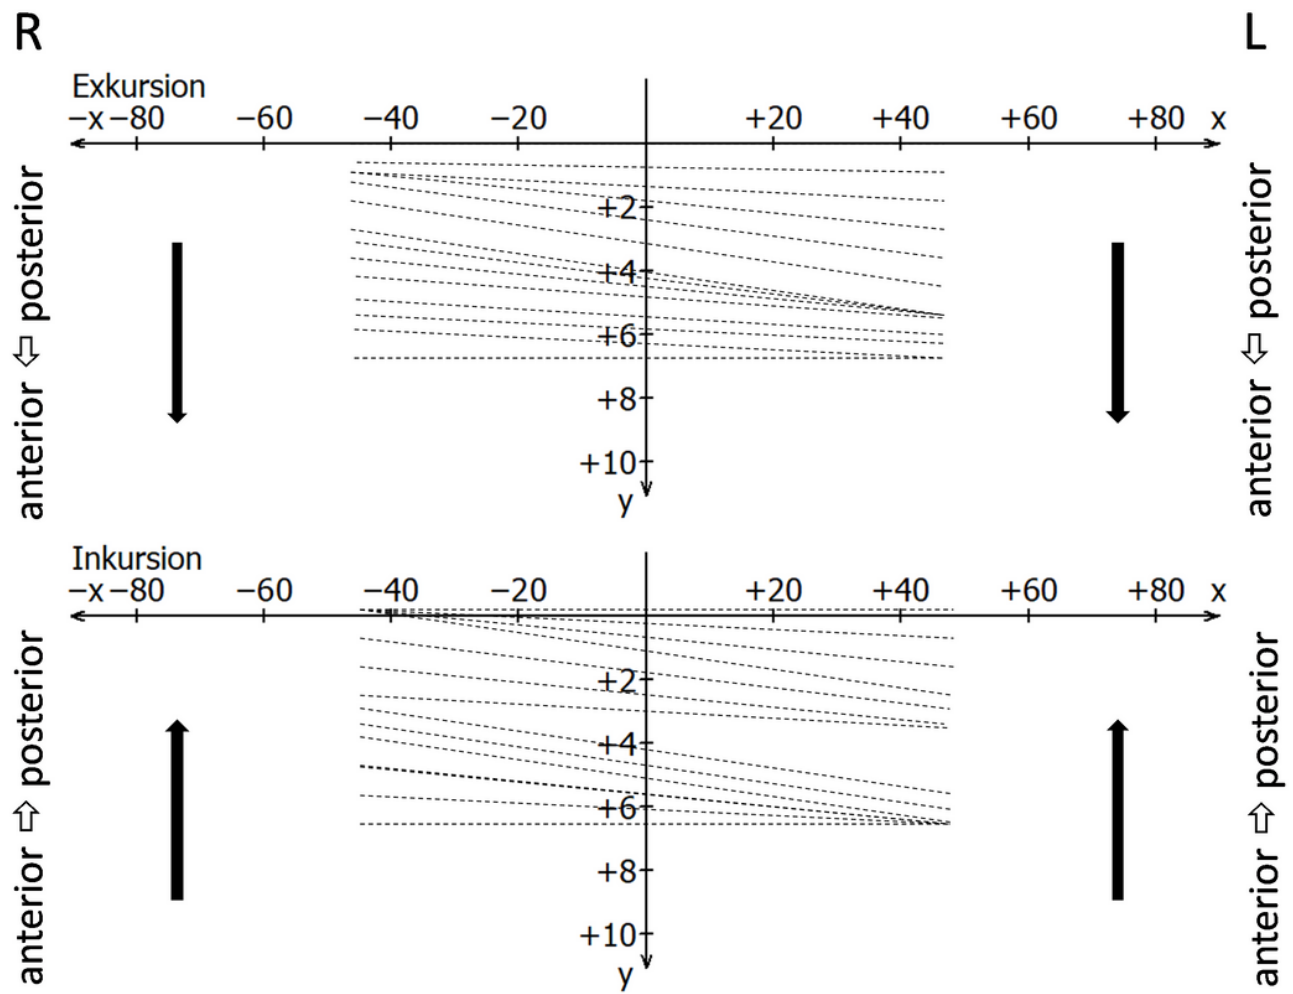 R L
Exkursion
−x −80 −60 −40 −20 +20 +40 +60 +80 x
+2
+4
+6
+8
+10
y
anterior ⇩ posterior
anterior ⇩ posterior
Inkursion
−x −80 −60 −40 −20 +20 +40 +60 +80 x
+2
+4
+6
+8
+10
y
anterior ⇨ posterior
anterior ⇨ posterior